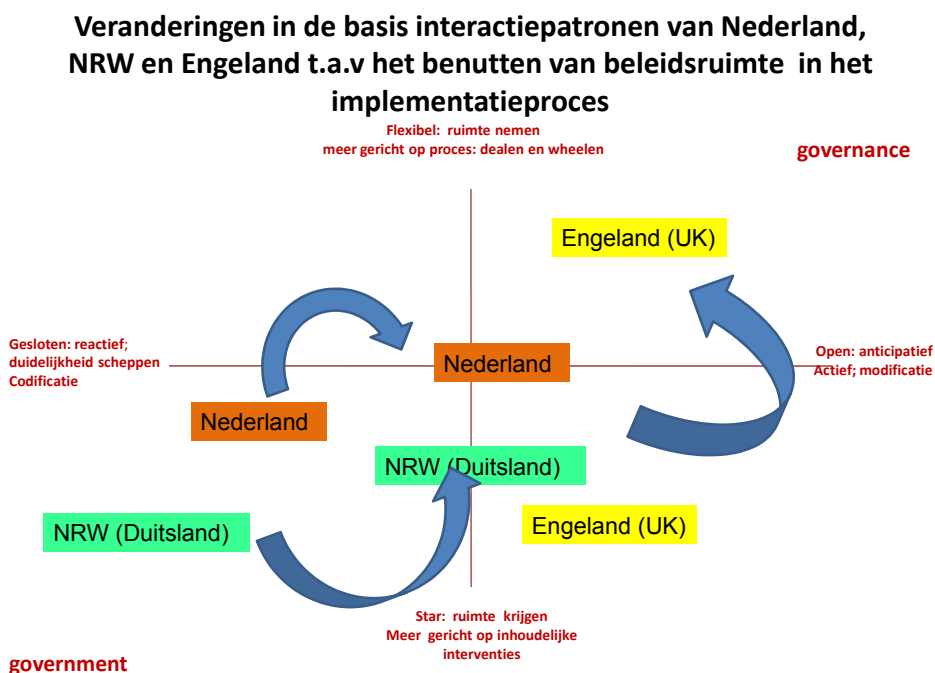 Veranderingen in de basis interactiepatronen van Nederland,
NRW en Engeland t.a.v het benutten van beleidsruimte in het
implementatieproces
Flexibel: ruimte nemen
meer gericht op proces: dealen en wheelen
governance
Engeland (UK)
Gesloten: reactief;
duidelijkheid scheppen
Codificatie
Nederland
Open: anticipatief
Actief; modificatie
Nederland
NRW (Duitsland)
NRW (Duitsland)
Engeland (UK)
Star: ruimte krijgen
Meer gericht op inhoudelijke
interventies
government